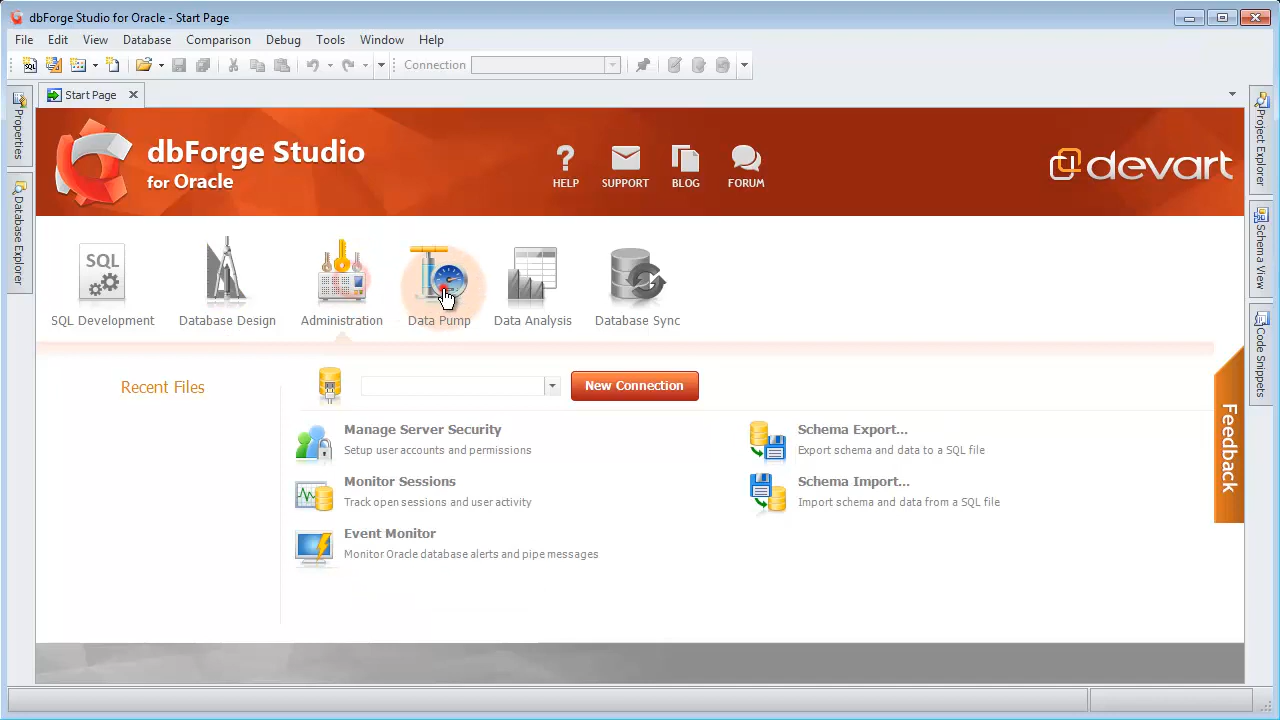 dbForge Studio for Oracle - Start Page
File Edit View Database Comparison Debug Tools Window Help
Connection
Start Page
Properties
Database Explorer
dbForge Studio
for Oracle
HELP SUPPORT BLOG FORUM
devart
SQL
SQL Development Database Design Administration Data Pump Data Analysis Database Sync
Recent Files
New Connection
Manage Server Security
Setup user accounts and permissions
Monitor Sessions
Track open sessions and user activity
Event Monitor
Monitor Oracle database alerts and pipe messages
Schema Export...
Export schema and data to a SQL file
Schema Import...
Import schema and data from a SQL file
Feedback
Project Explorer
Schema View
Code Snippets